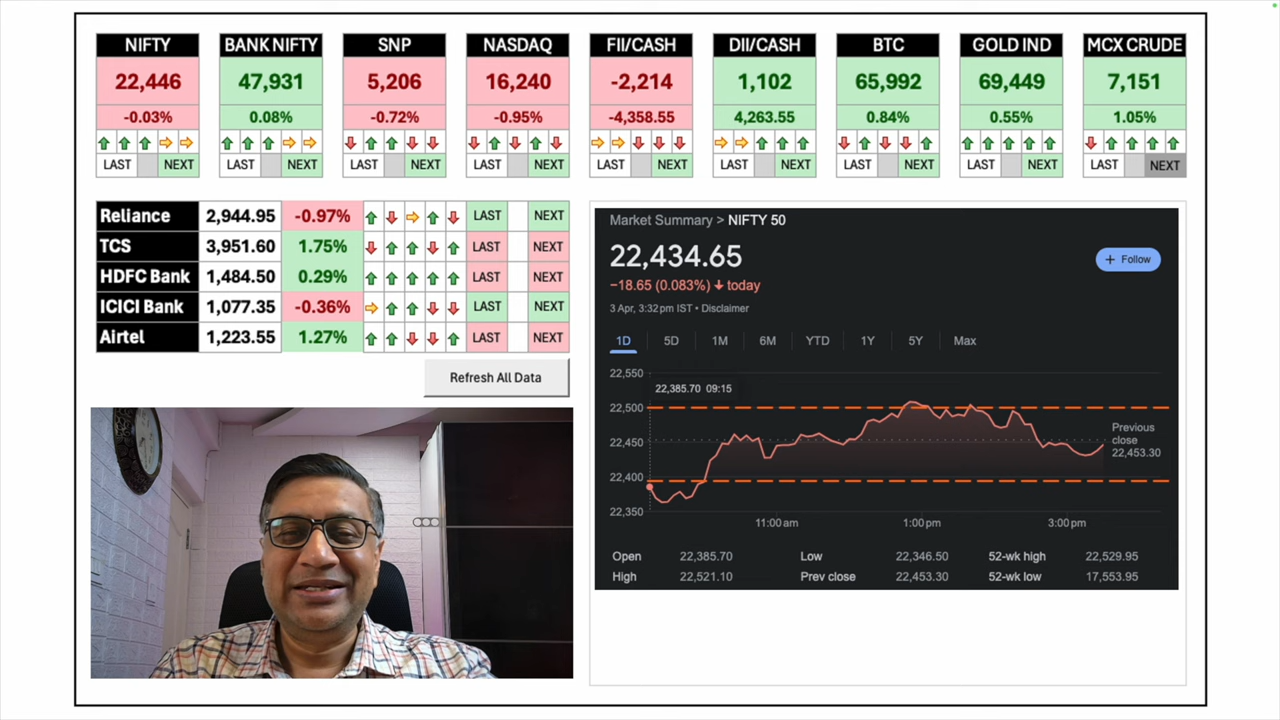 NIFTY BANK NIFTY SNP NASDAQ FII/CASH DII/CASH BTC GOLD IND MCX CRUDE
22,446 47,931 5,206 16,240 -2,214 1,102 65,992 69,449 7,151
-0.03% 0.08% -0.72% -0.95% -4,358.55 4,263.55 0.84% 0.55% 1.05%
LAST NEXT LAST NEXT LAST NEXT LAST NEXT LAST NEXT LAST NEXT LAST NEXT LAST NEXT LAST NEXT
Reliance 2,944.95 -0.97% LAST NEXT
TCS 3,951.60 1.75% LAST NEXT
HDFC Bank 1,484.50 0.29% LAST NEXT
ICICI Bank 1,077.35 -0.36% LAST NEXT
Airtel 1,223.55 1.27% LAST NEXT
Refresh All Data
Market Summary > NIFTY 50
22,434.65
+ Follow
−18.65 (0.083%) ↓ today
3 Apr, 3:32 pm IST • Disclaimer
1D 5D 1M 6M YTD 1Y 5Y Max
22,550
22,385.70 09:15
22,500
Previous
22,450 close
22,453.30
22,400
22,350
11:00 am 1:00 pm 3:00 pm
Open 22,385.70 Low 22,346.50 52-wk high 22,529.95
High 22,521.10 Prev close 22,453.30 52-wk low 17,553.95